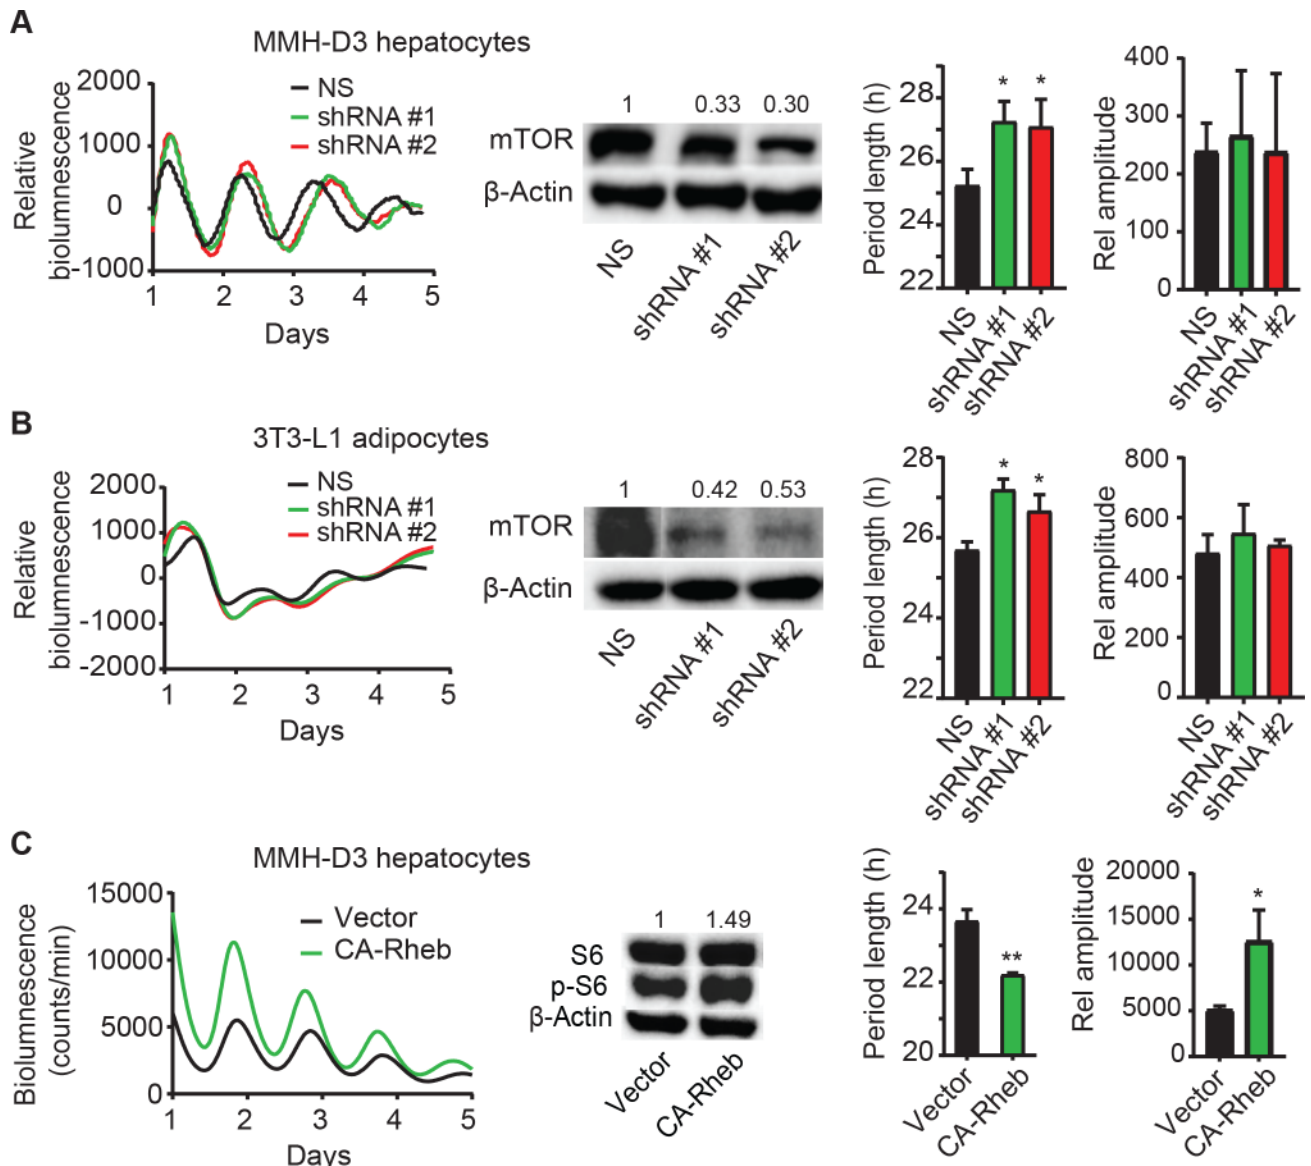 A
MMH-D3 hepatocytes
Relative
bioluminescence
2000
1000
0
-1000
NS
shRNA #1
shRNA #2
1 2 3 4 5
Days
1 0.33 0.30
mTOR
β-Actin
NS
shRNA #1
shRNA #2
Period length (h)
28
26
24
22
*
*
NS
shRNA #1
shRNA #2
Rel amplitude
400
300
200
100
0
NS
shRNA #1
shRNA #2
B
3T3-L1 adipocytes
Relative
bioluminescence
2000
1000
0
-1000
-2000
NS
shRNA #1
shRNA #2
1 2 3 4 5
Days
1 0.42 0.53
mTOR
β-Actin
NS
shRNA #1
shRNA #2
Period length (h)
28
26
24
22
*
*
NS
shRNA #1
shRNA #2
Rel amplitude
800
600
400
200
0
NS
shRNA #1
shRNA #2
C
MMH-D3 hepatocytes
Bioluminescence
(counts/min)
15000
10000
5000
0
Vector
CA-Rheb
1 2 3 4 5
Days
1 1.49
S6
p-S6
β-Actin
Vector
CA-Rheb
Period length (h)
24
22
20
**
Vector
CA-Rheb
Rel amplitude
20000
15000
10000
5000
0
*
Vector
CA-Rheb